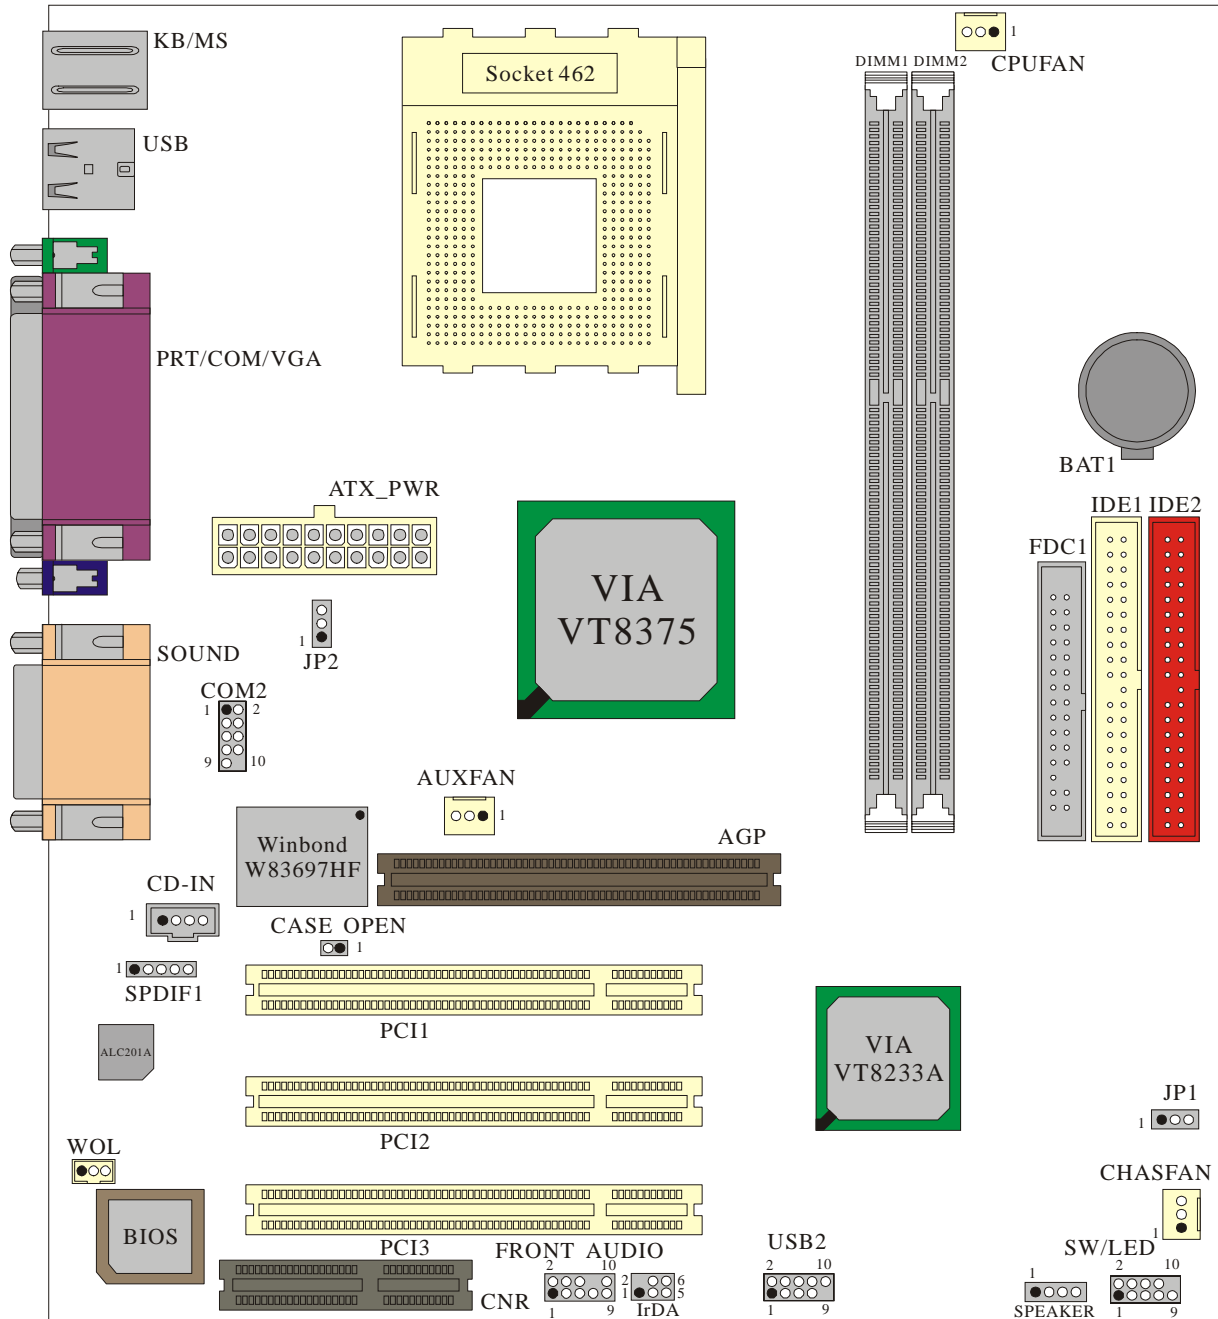 KB/MS
Socket 462
DIMM1 DIMM2
1
CPUFAN
USB
PRT/COM/VGA
BAT1
ATX_PWR
IDE1 IDE2
FDC1
VIA
VT8375
1
JP2
SOUND
COM2
1 2
9 10
AUXFAN
1
Winbond
W83697HF
AGP
CD-IN
1
CASE OPEN
1
1
SPDIF1
PCI1
ALC201A
VIA
VT8233A
JP1
1
PCI2
WOL
CHASFAN
1
BIOS
PCI3
FRONT AUDIO
2 10
1 9
CNR
2 6
1 5
IrDA
USB2
2 10
1 9
SW/LED
2 10
1 9
1
SPEAKER